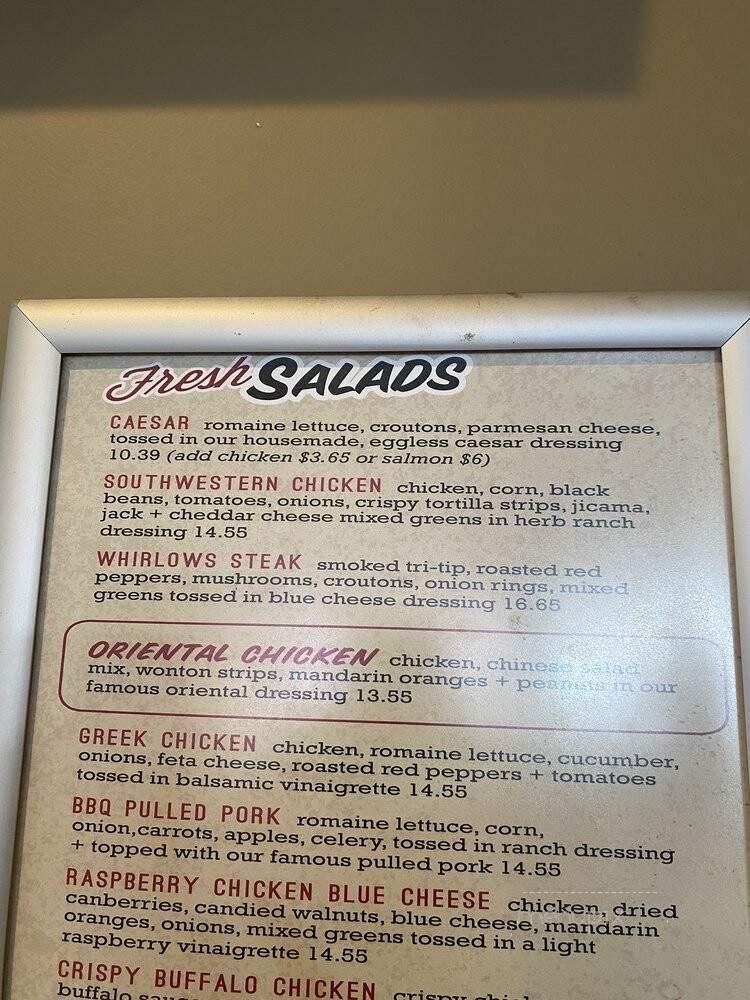 Fresh SALADS
CAESAR romaine lettuce, croutons, parmesan cheese,
tossed in our housemade, eggless caesar dressing
10.39 (add chicken $3.65 or salmon $6)
SOUTHWESTERN CHICKEN chicken, corn, black
beans, tomatoes, onions, crispy tortilla strips, jicama,
jack + cheddar cheese mixed greens in herb ranch
dressing 14.55
WHIRLOWS STEAK smoked tri-tip, roasted red
peppers, mushrooms, croutons, onion rings, mixed
greens tossed in blue cheese dressing 16.65
ORIENTAL CHICKEN chicken, chinese salad
mix, wonton strips, mandarin oranges + peanuts in our
famous oriental dressing 13.55
GREEK CHICKEN chicken, romaine lettuce, cucumber,
onions, feta cheese, roasted red peppers + tomatoes
tossed in balsamic vinaigrette 14.55
BBQ PULLED PORK romaine lettuce, corn,
onion,carrots, apples, celery, tossed in ranch dressing
+ topped with our famous pulled pork 14.55
RASPBERRY CHICKEN BLUE CHEESE chicken, dried
canberries, candied walnuts, blue cheese, mandarin
oranges, onions, mixed greens tossed in a light
raspberry vinaigrette 14.55
CRISPY BUFFALO CHICKEN crispy
buffalo